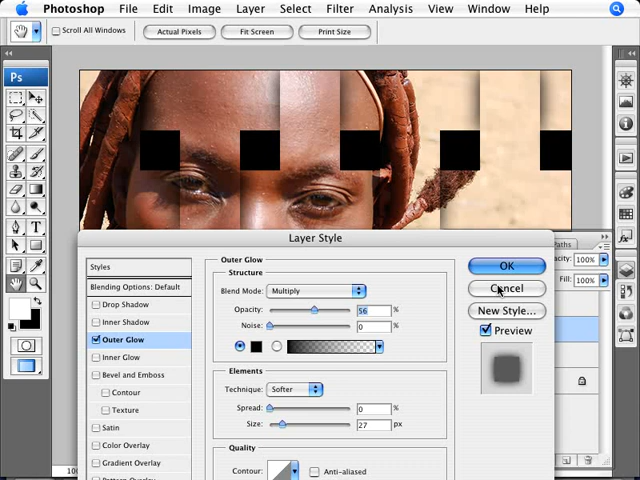 Photoshop File Edit Image Layer Select Filter Analysis View Window Help
Scroll All Windows Actual Pixels Fit Screen Print Size
Ps
Layer Style
Paths
Styles
Blending Options: Default
Drop Shadow
Inner Shadow
Outer Glow
Inner Glow
Bevel and Emboss
Contour
Texture
Satin
Color Overlay
Gradient Overlay
Outer Glow
Structure
Blend Mode: Multiply
Opacity: 56 %
Noise: 0 %
Elements
Technique: Softer
Spread: 0 %
Size: 27 px
Quality
Contour: Anti-aliased
OK
Cancel
New Style...
Preview
100%
Fill: 100%